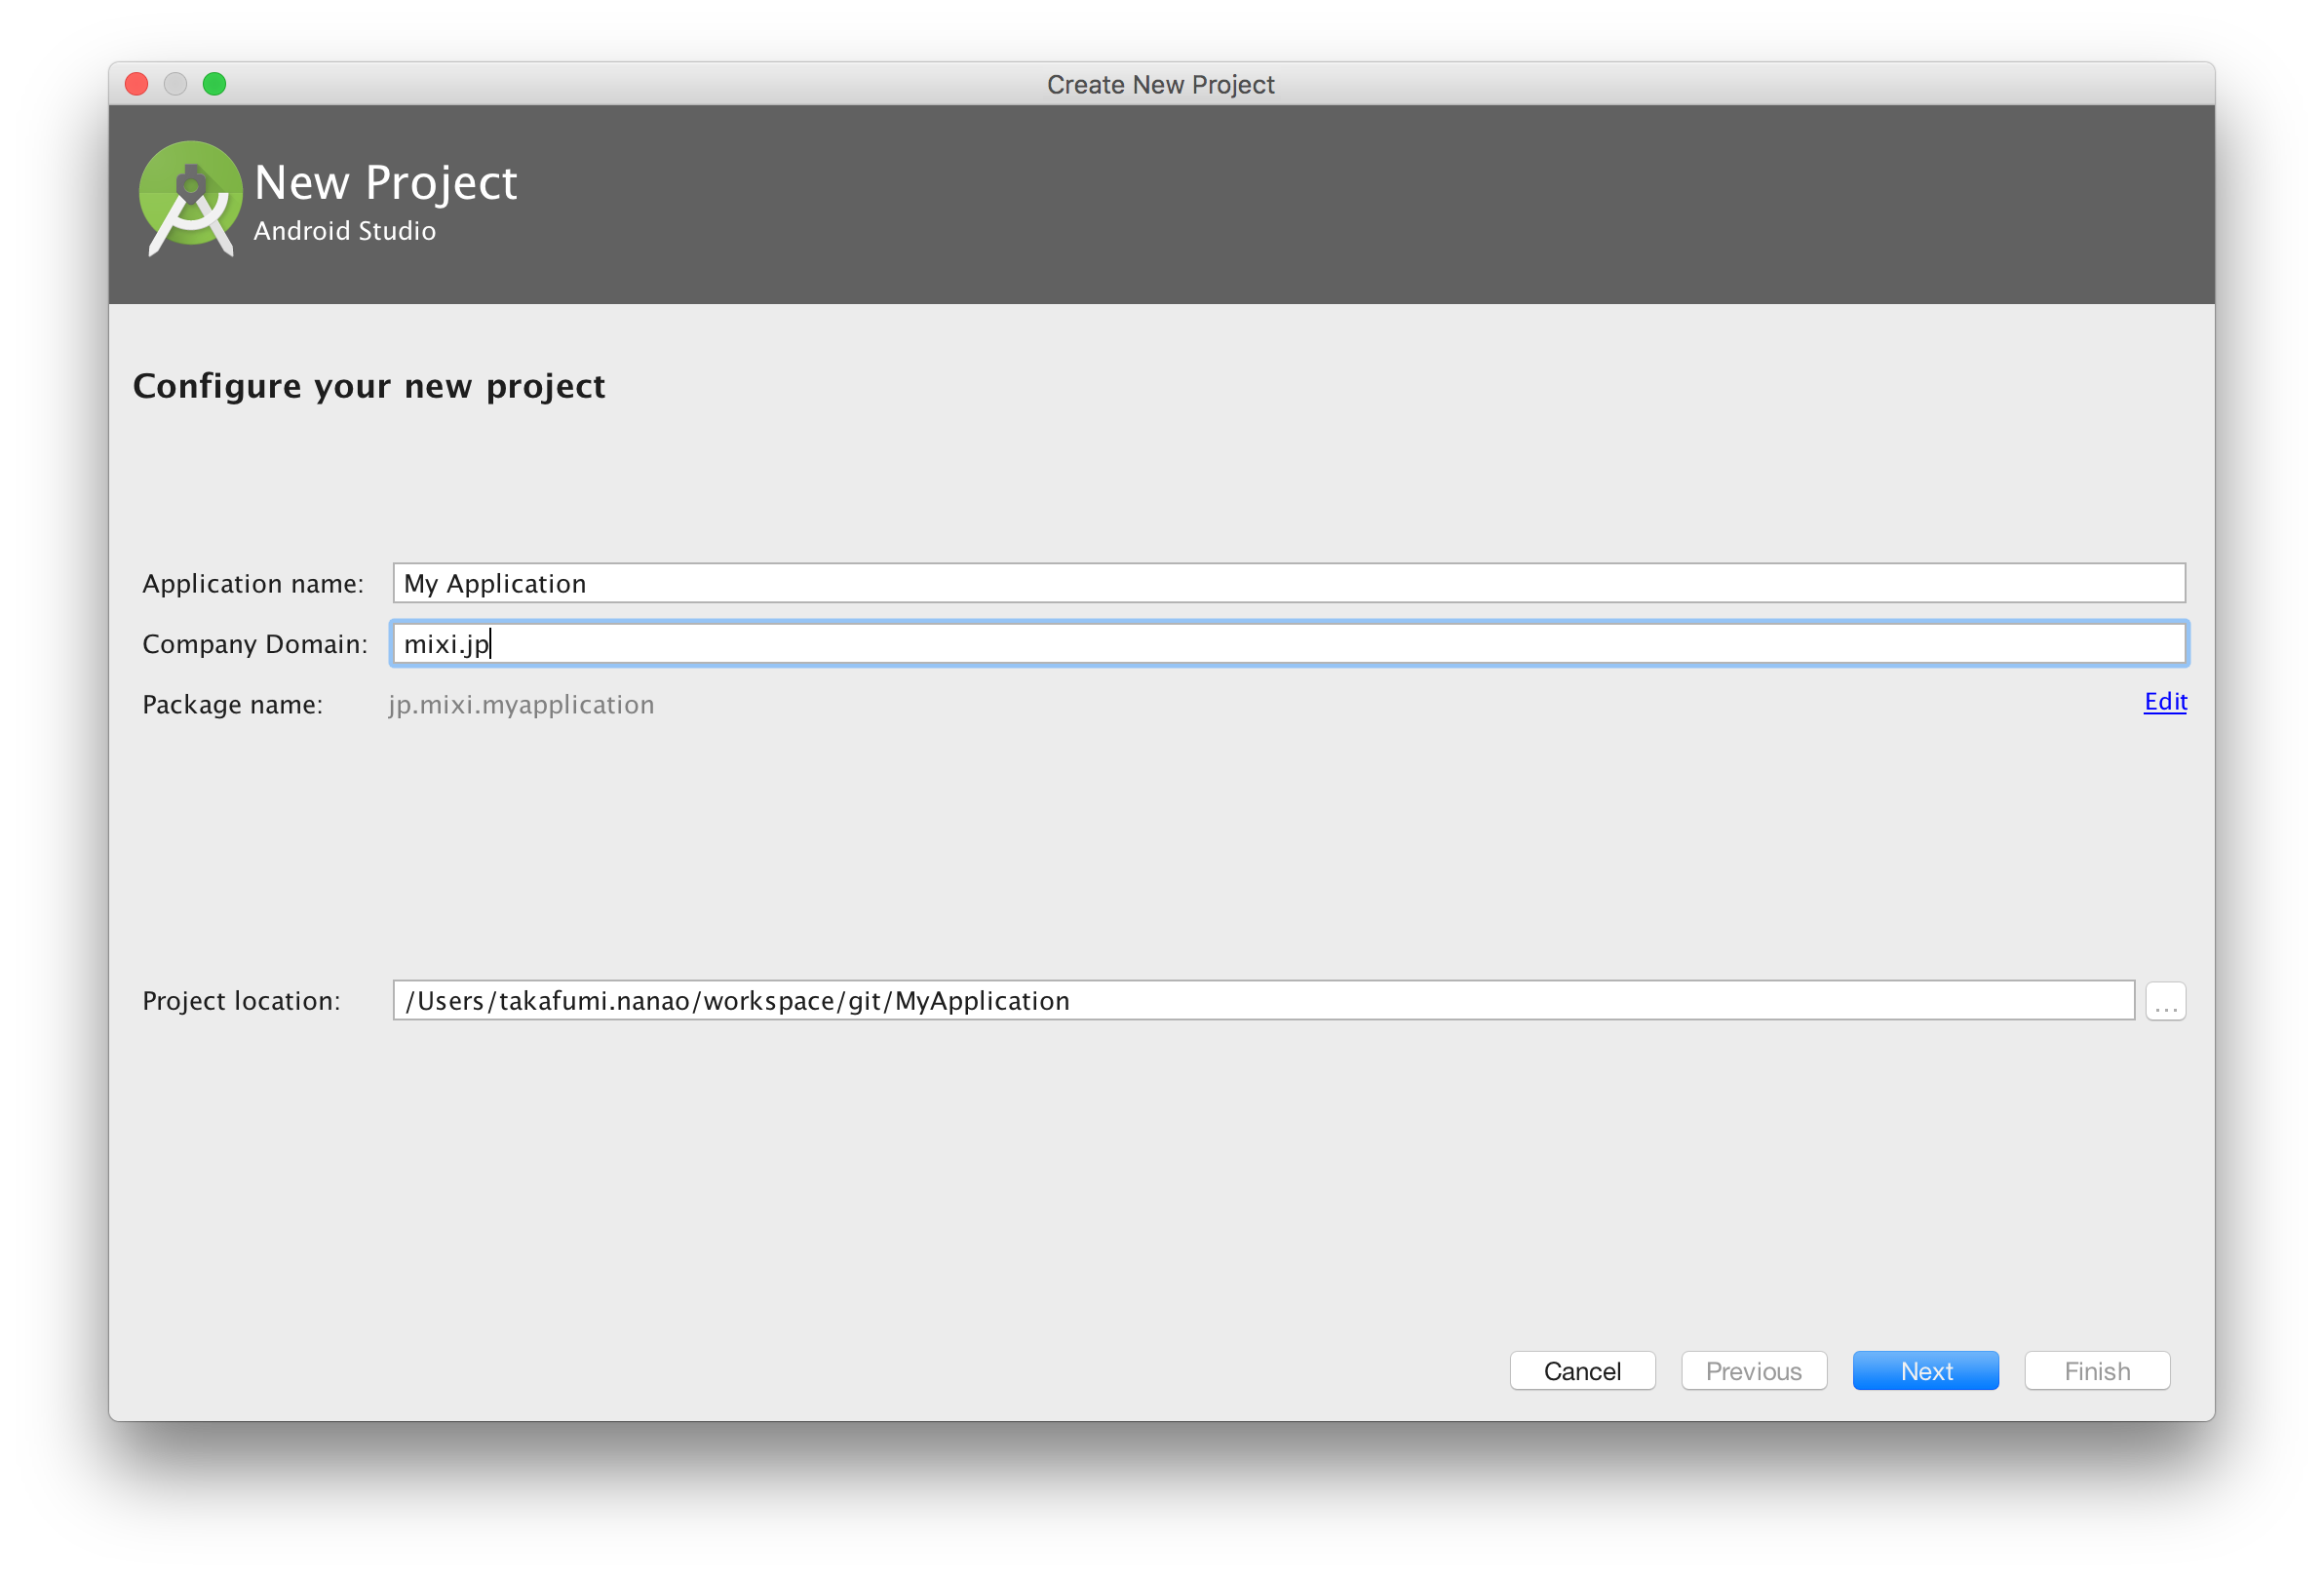 Create New Project
New Project
Android Studio
Configure your new project
Application name: My Application
Company Domain: mixi.jp
Package name: jp.mixi.myapplication Edit
Project location: /Users/takafumi.nanao/workspace/git/MyApplication ...
Cancel Previous Next Finish